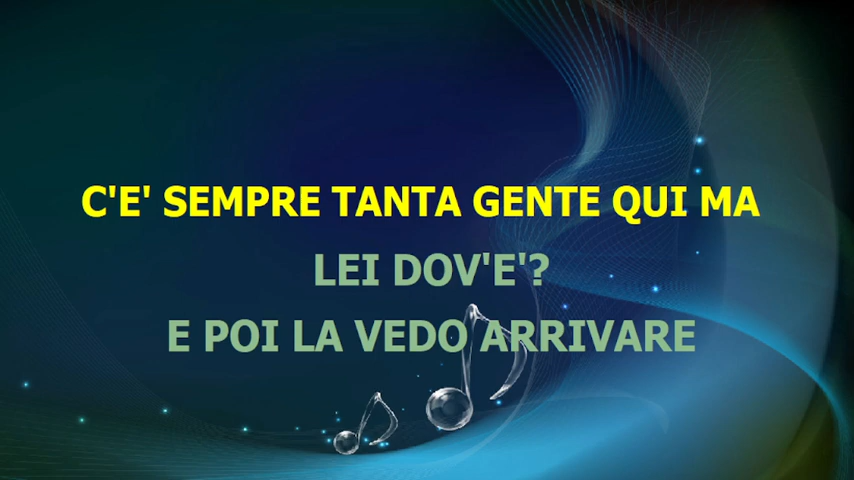 C'E' SEMPRE TANTA GENTE QUI MA
LEI DOV'E'?
E POI LA VEDO ARRIVARE